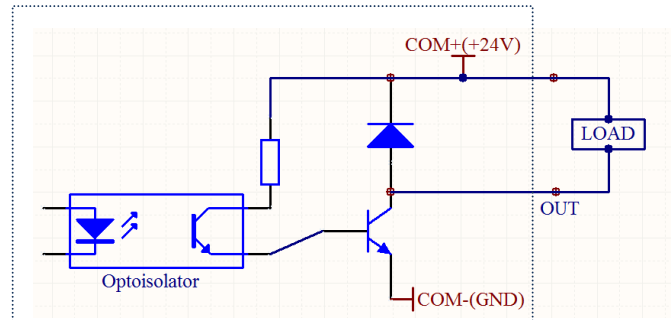 COM+(+24V)
LOAD
OUT
Optoisolator
COM-(GND)